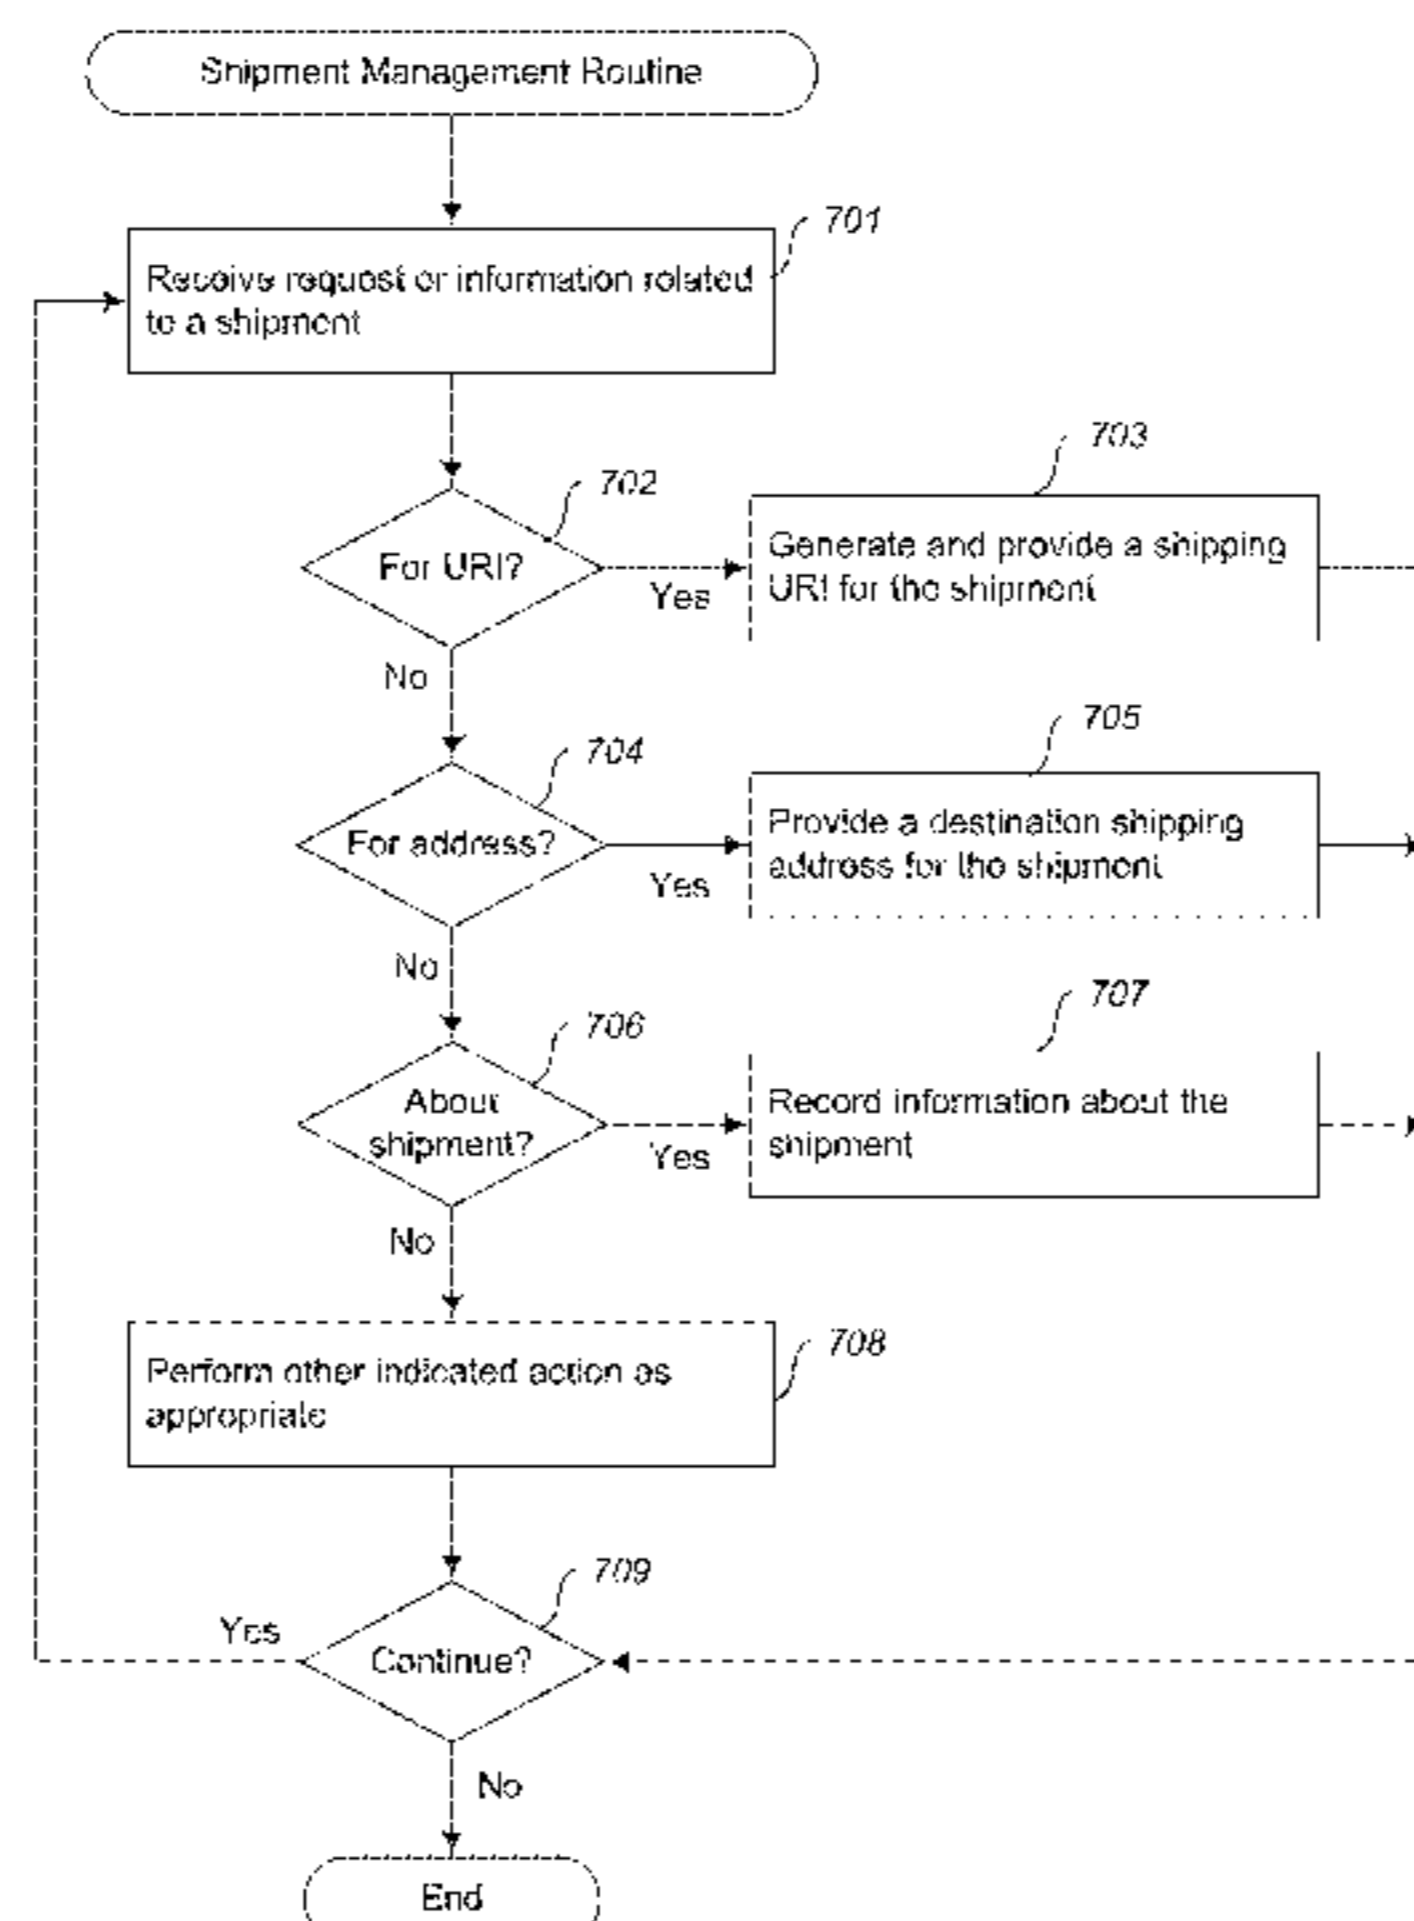 Shipment Management Routine
701
Receive request or information related
to a shipment
703
702
For URI?
Yes
Generate and provide a shipping
URI for the shipment
No
705
704
For address?
Yes
Provide a destination shipping
address for the shipment
No
707
706
About
shipment?
Yes
Record information about the
shipment
No
708
Perform other indicated action as
appropriate
709
Yes
Continue?
No
End